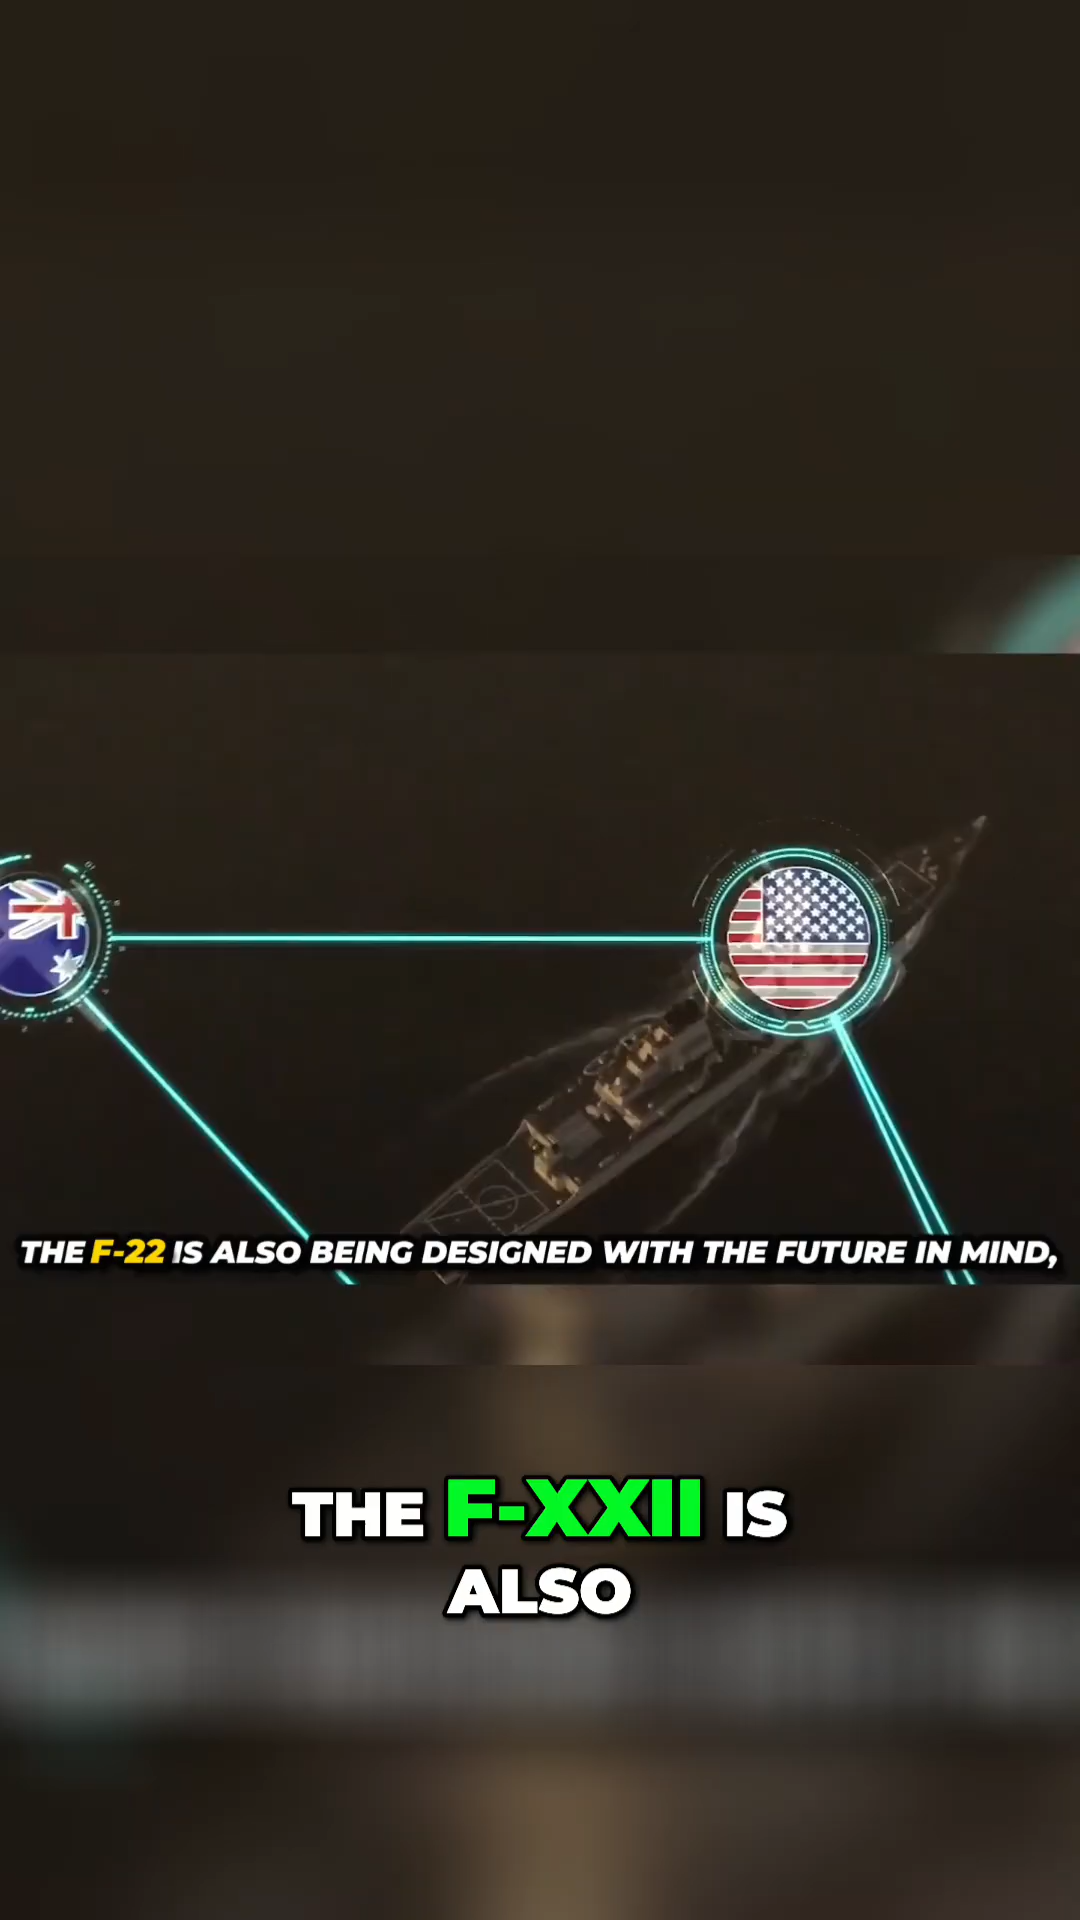 THE F-22 IS ALSO BEING DESIGNED WITH THE FUTURE IN MIND,
THE F-XXII IS
ALSO